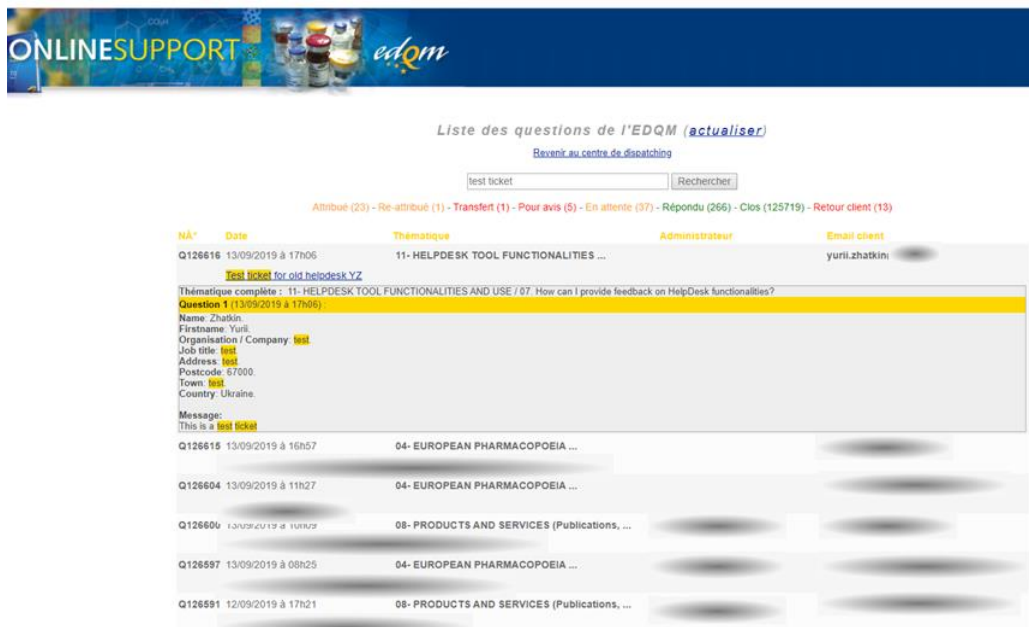 ONLINESUPPORT edqm
Liste des questions de l'EDQM (actualiser)
Revenir au centre de dispatching
test ticket Rechercher
Attribué (23) - Re-attribué (1) - Transfert (1) - Pour avis (5) - En attente (37) - Répondu (266) - Clos (125719) - Retour client (13)
NÂ° Date Thématique Administrateur Email client
Q126616 13/09/2019 à 17h06 11- HELPDESK TOOL FUNCTIONALITIES ... yurii.zhatkin
Test ticket for old helpdesk YZ
Thématique complète : 11- HELPDESK TOOL FUNCTIONALITIES AND USE / 07. How can I provide feedback on HelpDesk functionalities?
Question 1 (13/09/2019 à 17h06) :
Name: Zhatkin.
Firstname: Yurii.
Organisation / Company: test.
Job title: test.
Address: test.
Postcode: 67000.
Town: test.
Country: Ukraine.
Message:
This is a test ticket
Q126615 13/09/2019 à 16h57 04- EUROPEAN PHARMACOPOEIA ...
Q126604 13/09/2019 à 11h27 04- EUROPEAN PHARMACOPOEIA ...
Q126600 13/09/2019 à 10h09 08- PRODUCTS AND SERVICES (Publications, ...
Q126597 13/09/2019 à 08h25 04- EUROPEAN PHARMACOPOEIA ...
Q126591 12/09/2019 à 17h21 08- PRODUCTS AND SERVICES (Publications, ...